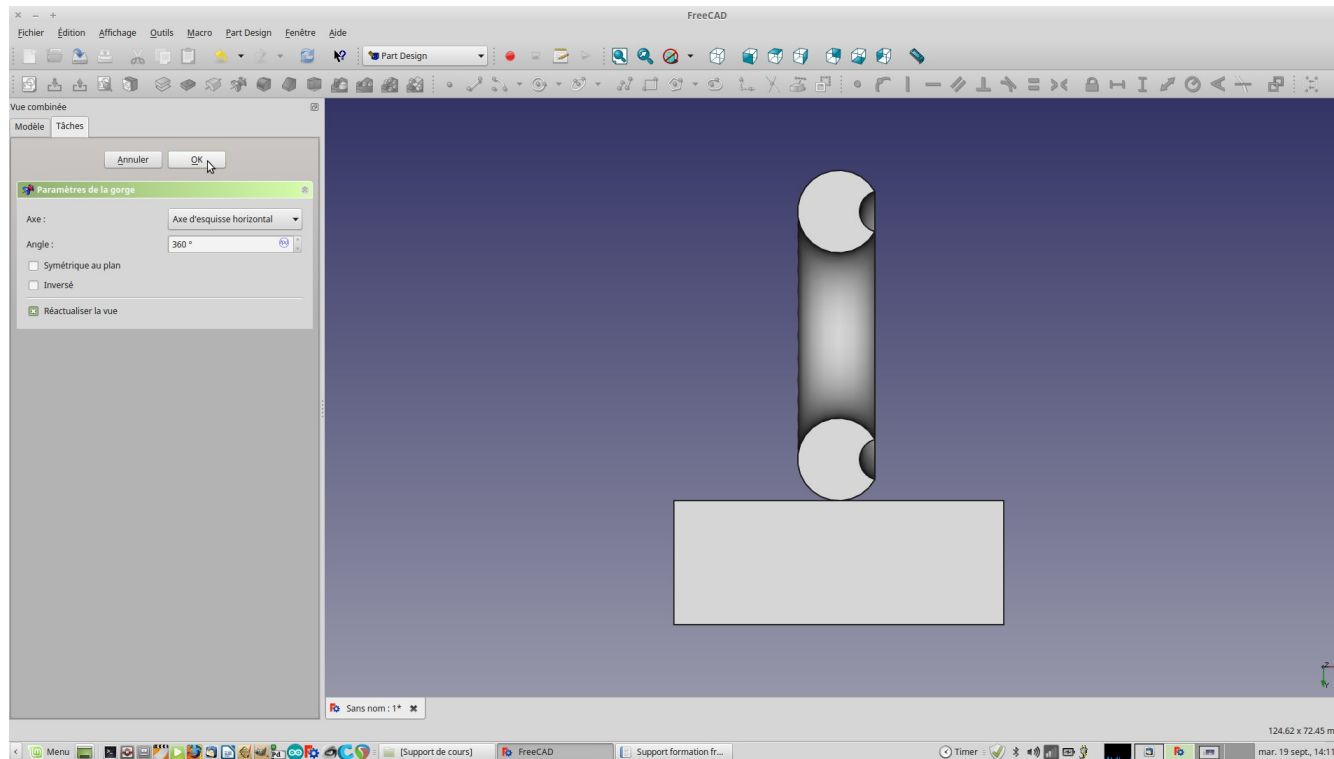 FreeCAD
Fichier Édition Affichage Outils Macro Part Design Fenêtre Aide
Part Design
Vue combinée
Modèle Tâches
Annuler OK
Paramètres de la gorge
Axe : Axe d'esquisse horizontal
Angle : 360 °
Symétrique au plan
Inversé
Réactualiser la vue
Z
Y
Sans nom : 1*
124.62 x 72.45 m
Menu [Support de cours] FreeCAD Support formation fr... Timer mar. 19 sept., 14:11